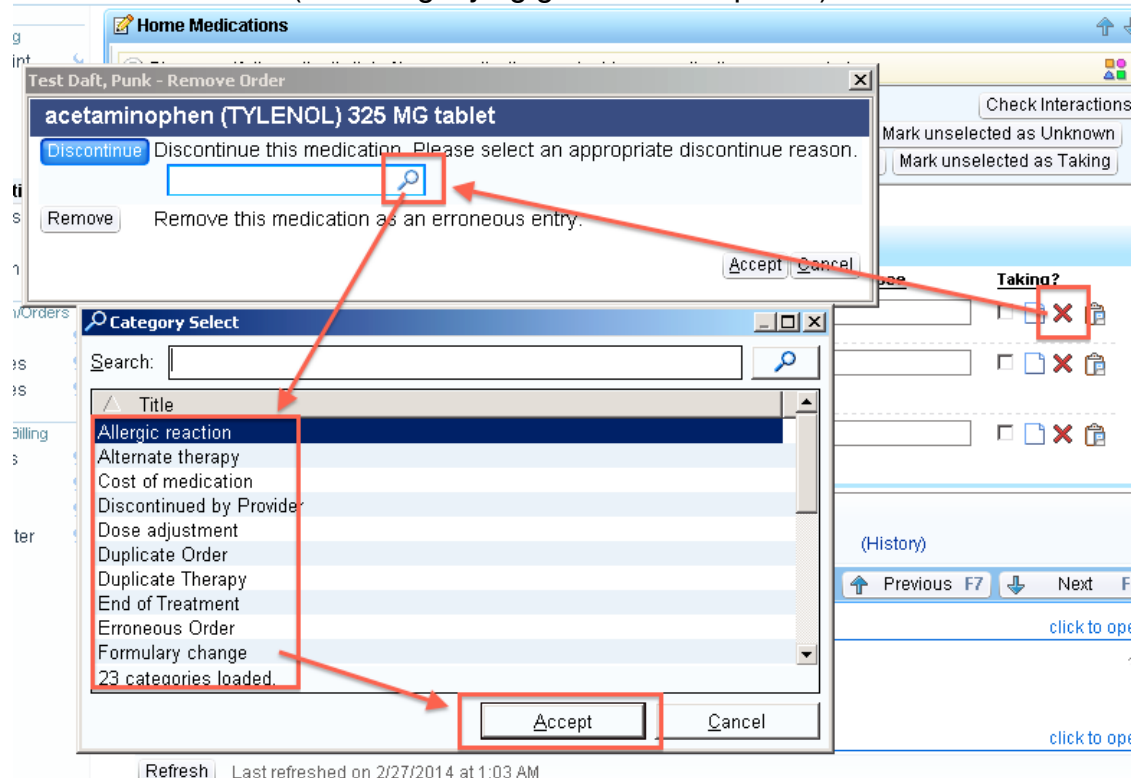 Home Medications
Test Daft, Punk - Remove Order
acetaminophen (TYLENOL) 325 MG tablet
Discontinue Discontinue this medication. Please select an appropriate discontinue reason.
Remove Remove this medication as an erroneous entry.
Accept Cancel
Check Interactions
Mark unselected as Unknown
Mark unselected as Taking
Taking?
Category Select
Search:
Title
Allergic reaction
Alternate therapy
Cost of medication
Discontinued by Provider
Dose adjustment
Duplicate Order
Duplicate Therapy
End of Treatment
Erroneous Order
Formulary change
23 categories loaded.
Accept Cancel
/Orders
Billing
ter
(History)
Previous F7 Next F
click to ope
click to ope
Refresh Last refreshed on 2/27/2014 at 1:03 AM